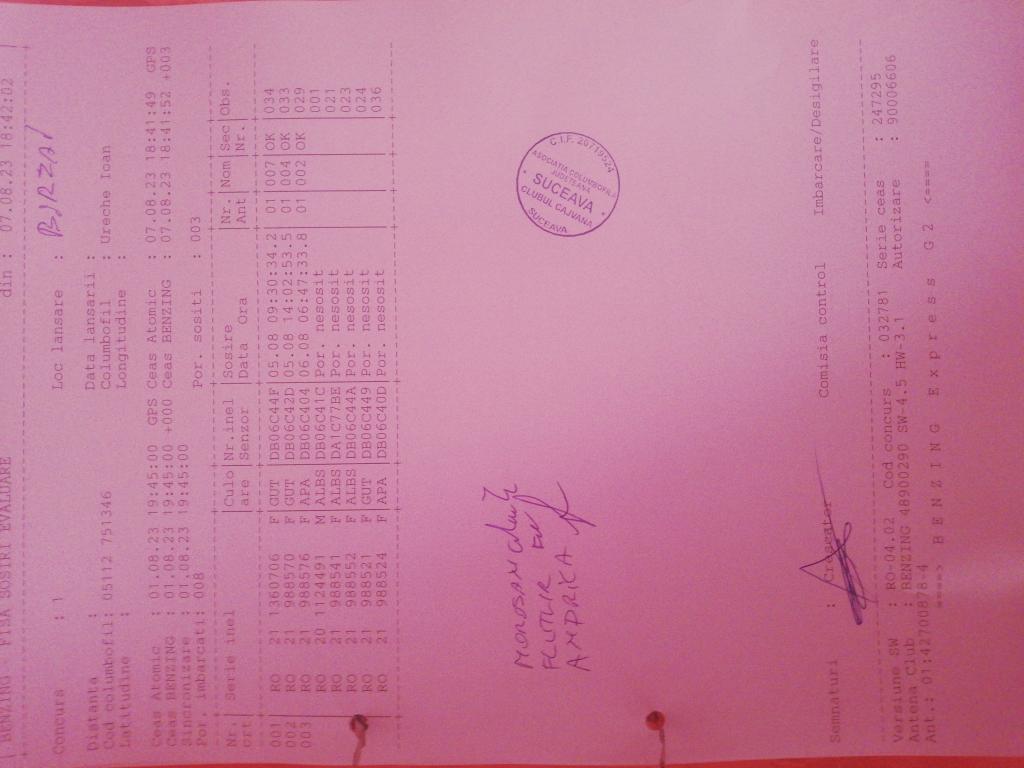 BENZING - FISA SOSIRI EVALUARE din : 07.08.23 18:42:02
Concurs : 1 Loc lansare :
Distanta : Data lansarii :
Cod columbofil: 05112 751346 Columbofil : Ureche Ioan
Latitudine : Longitudine :
Ceas Atomic : 01.08.23 19:45:00 GPS Ceas Atomic : 07.08.23 18:41:49 GPS
Ceas BENZING : 01.08.23 19:45:00 +000 Ceas BENZING : 07.08.23 18:41:52 +003
Sincronizare : 01.08.23 19:45:00
Por. imbarcati: 008 Por. sositi : 003
Nr. Serie inel Culo Nr.inel Sosire Nr. Nom Sec Obs.
crt are Senzor Data Ora Ant Nr.
001 RO 21 1360706 F GUT DB06C44F 05.08 09:30:34.2 01 007 OK 034
002 RO 21 988570 F GUT DB06C42D 05.08 14:02:53.5 01 004 OK 033
003 RO 21 988576 F APA DB06C404 06.08 06:47:33.8 01 002 OK 029
RO 20 1124491 M ALBS DB06C41C Por. nesosit 001
RO 21 988541 F ALBS DA1C77BE Por. nesosit 021
RO 21 988552 F ALBS DB06C44A Por. nesosit 023
RO 21 988521 F GUT DB06C449 Por. nesosit 024
RO 21 988524 F APA DB06C40D Por. nesosit 036
C.I.F. 20719524
ASOCIATIA COLUMBOFILA
JUDETEANA
SUCEAVA
CLUBUL CAJVANA
SUCEAVA
Semnaturi : Crescator Comisia control Imbarcare/Desigilare
Versiune SW : RO-04.02 Cod concurs : 032781 Serie ceas : 247295
Antena Club : BENZING 48900290 SW-4.5 HW-3.1 Autorizare : 90006606
Ant.: 01:42700878-4
====> B E N Z I N G E x p r e s s G 2 <====